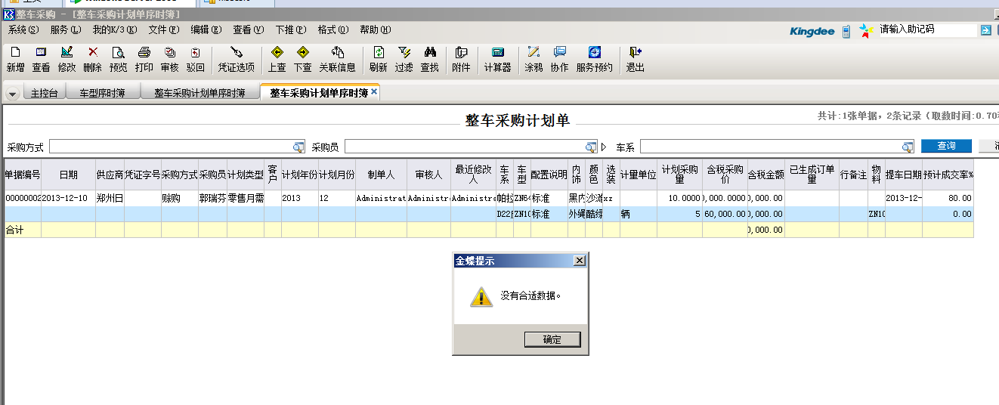 整车采购 - [整车采购计划单序时簿]
系统(S) 服务(L) 我的K/3(K) 文件(F) 编辑(E) 查看(V) 下推(P) 格式(O) 帮助(H)
Kingdee 请输入助记码
新增 查看 修改 删除 预览 打印 审核 驳回 凭证选项 上查 下查 关联信息 刷新 过滤 查找 附件 计算器 涂鸦 协作 服务预约 退出
主控台 车型序时簿 整车采购计划单序时簿 整车采购计划单序时簿
整车采购计划单
共计:1张单据，2条记录（取数时间:0.70
采购方式 采购员 车系 查询
单据编号 日期 供应商 凭证字号 采购方式 采购员 计划类型 客户 计划年份 计划月份 制单人 审核人 最近修改人 车系 车型 配置说明 内饰 颜色 选装 计量单位 计划采购量 含税采购价 含税金额 已生成订单量 行备注 物料 提车日期 预计成交率%
00000002 2013-12-10 郑州日 赊购 郭瑞芬 零售月需 2013 12 Administrat Administr Administra 帕拉 ZN64 标准 黑内 沙漠 xz 10.0000 0,000.00 0,000.00 2013-12- 80.00
D22 ZN10 标准 外绳 酷绿 辆 5 60,000.00 0,000.00 ZN10 0.00
合计 0,000.00
金蝶提示
没有合适数据。
确定